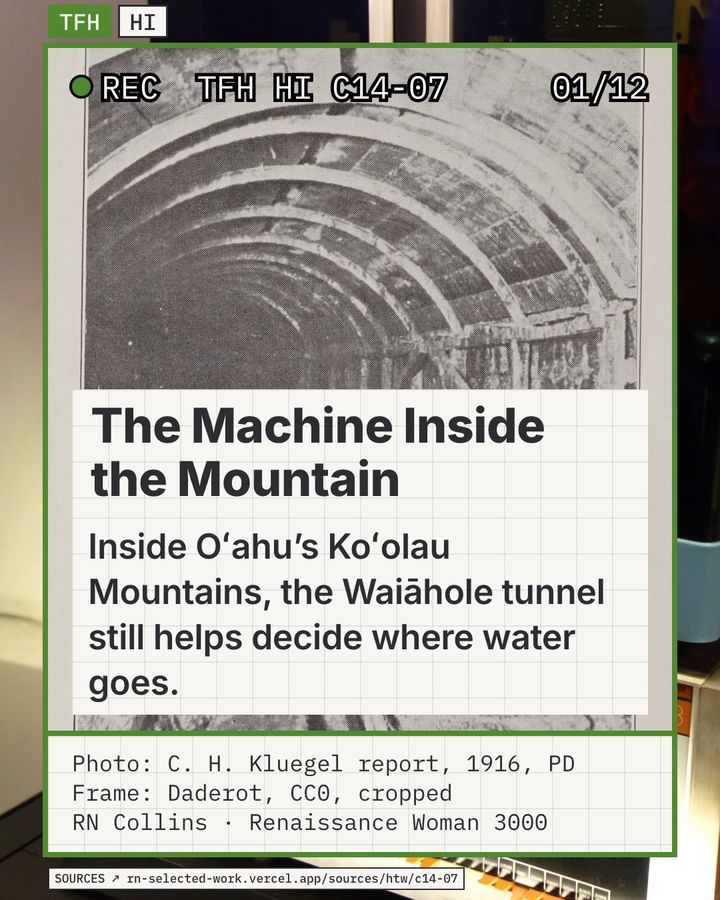 TFH HI
REC TFH HI C14-07 01/12
The Machine Inside
the Mountain
Inside Oʻahu’s Koʻolau
Mountains, the Waiāhole tunnel
still helps decide where water
goes.
Photo: C. H. Kluegel report, 1916, PD
Frame: Daderot, CC0, cropped
RN Collins · Renaissance Woman 3000
SOURCES ↗ rn-selected-work.vercel.app/sources/htw/c14-07